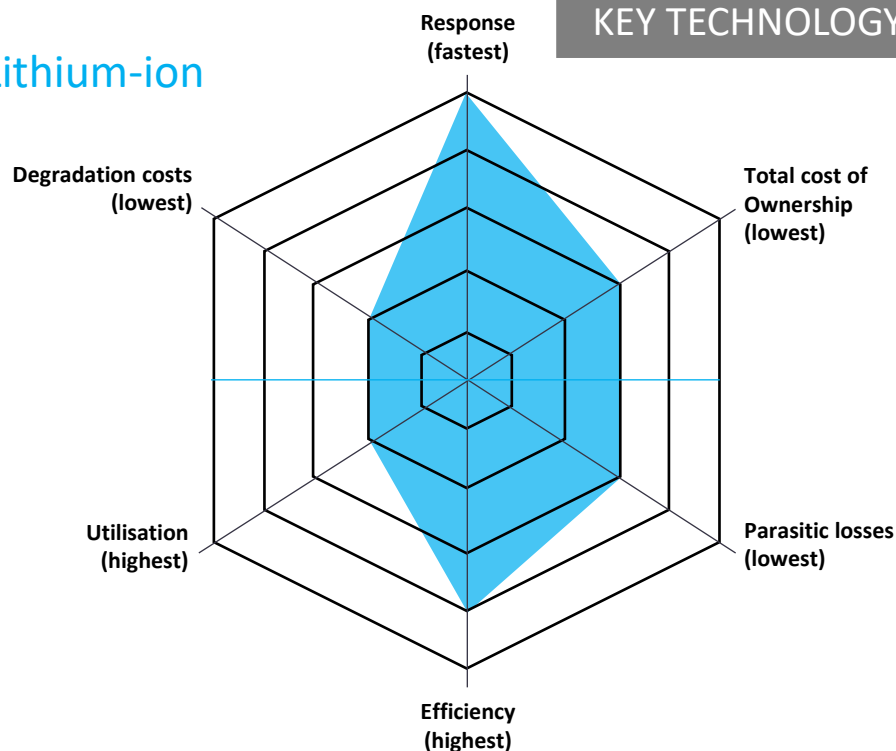 Response
(fastest)
KEY TECHNOLOGY
Lithium-ion
Degradation costs
(lowest)
Total cost of
Ownership
(lowest)
Utilisation
(highest)
Parasitic losses
(lowest)
Efficiency
(highest)